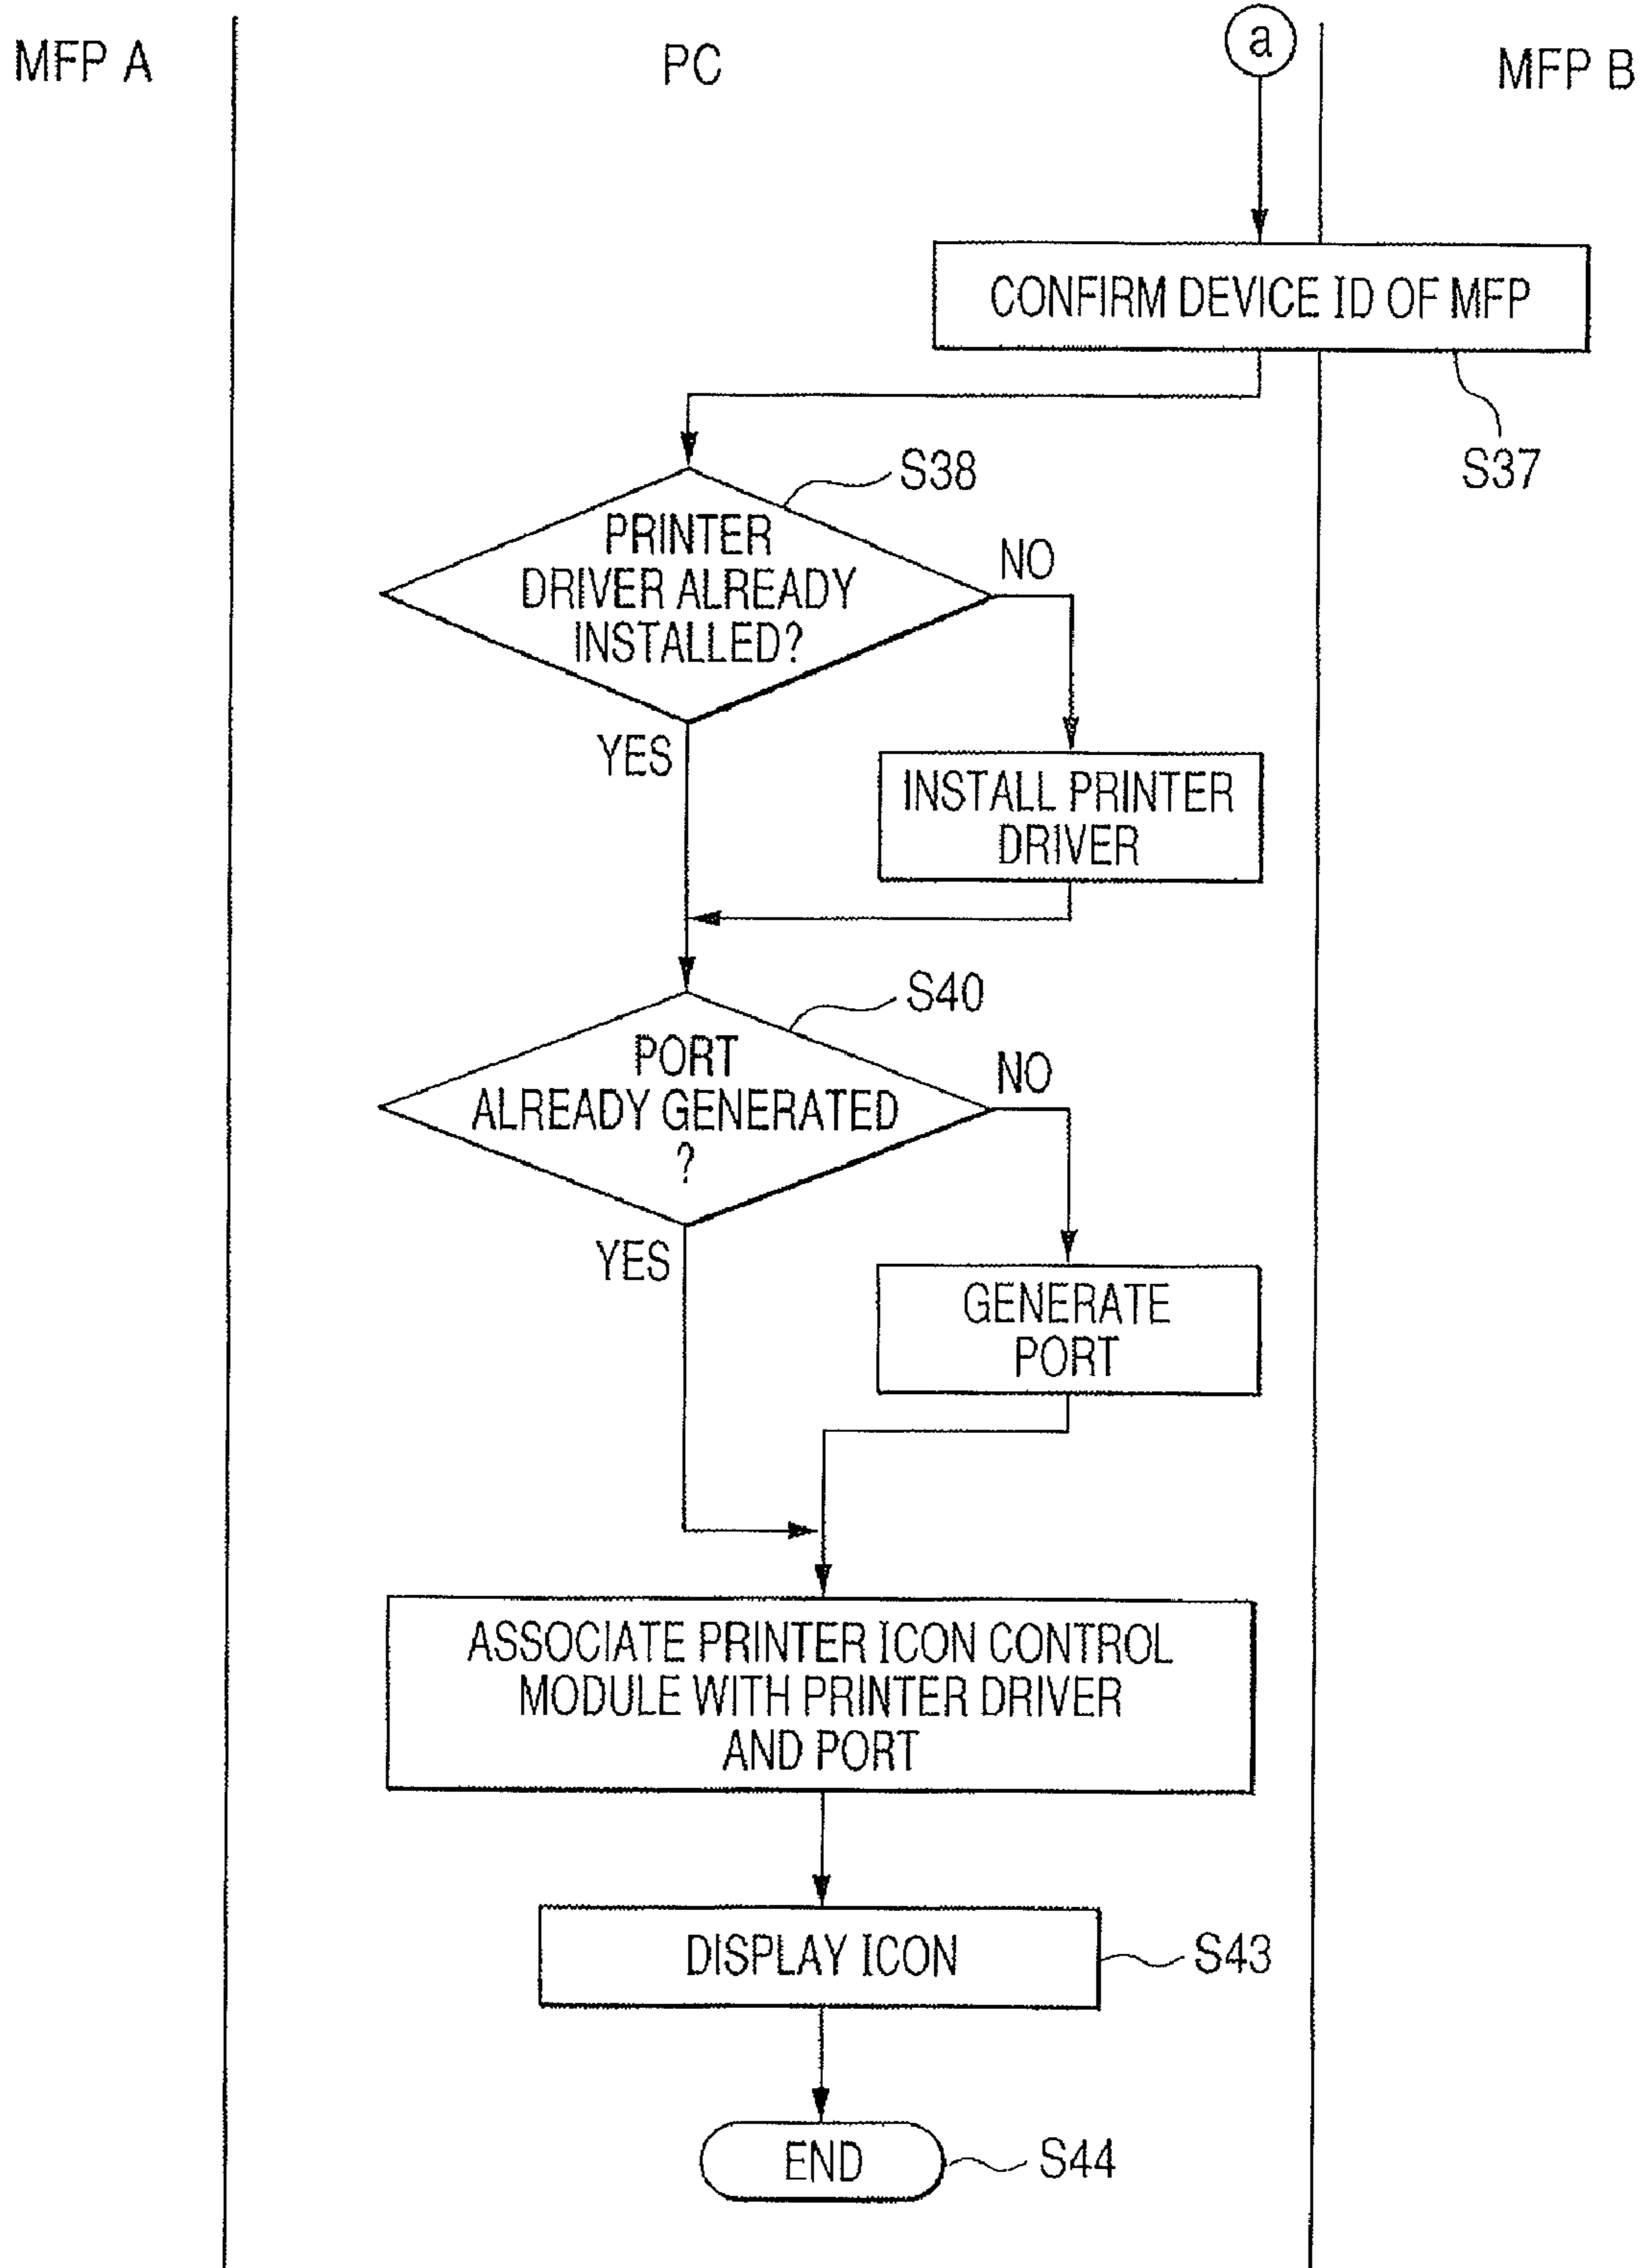 MFP A
PC
a
MFP B
CONFIRM DEVICE ID OF MFP
S37
S38
PRINTER
DRIVER ALREADY
INSTALLED?
NO
YES
INSTALL PRINTER
DRIVER
S40
PORT
ALREADY GENERATED
?
NO
YES
GENERATE
PORT
ASSOCIATE PRINTER ICON CONTROL
MODULE WITH PRINTER DRIVER
AND PORT
DISPLAY ICON
S43
END
S44